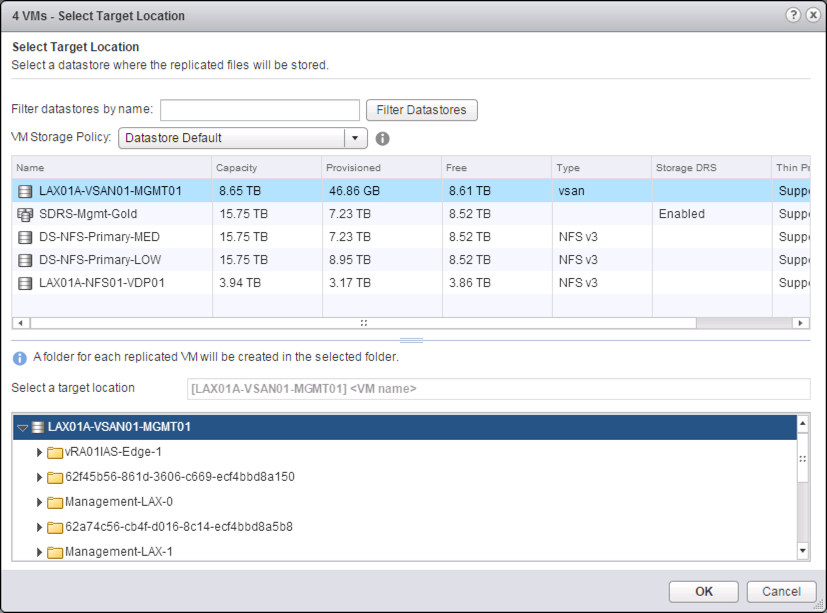 4 VMs - Select Target Location
Select Target Location
Select a datastore where the replicated files will be stored.
Filter datastores by name: Filter Datastores
VM Storage Policy: Datastore Default
Name Capacity Provisioned Free Type Storage DRS Thin Pr
LAX01A-VSAN01-MGMT01 8.65 TB 46.86 GB 8.61 TB vsan Suppo
SDRS-Mgmt-Gold 15.75 TB 7.23 TB 8.52 TB Enabled Suppo
DS-NFS-Primary-MED 15.75 TB 7.23 TB 8.52 TB NFS v3 Suppo
DS-NFS-Primary-LOW 15.75 TB 8.95 TB 8.52 TB NFS v3 Suppo
LAX01A-NFS01-VDP01 3.94 TB 3.17 TB 3.86 TB NFS v3 Suppo
A folder for each replicated VM will be created in the selected folder.
Select a target location [LAX01A-VSAN01-MGMT01] <VM name>
LAX01A-VSAN01-MGMT01
vRA01IAS-Edge-1
62f45b56-861d-3606-c669-ecf4bbd8a150
Management-LAX-0
62a74c56-cb4f-d016-8c14-ecf4bbd8a5b8
Management-LAX-1
OK Cancel